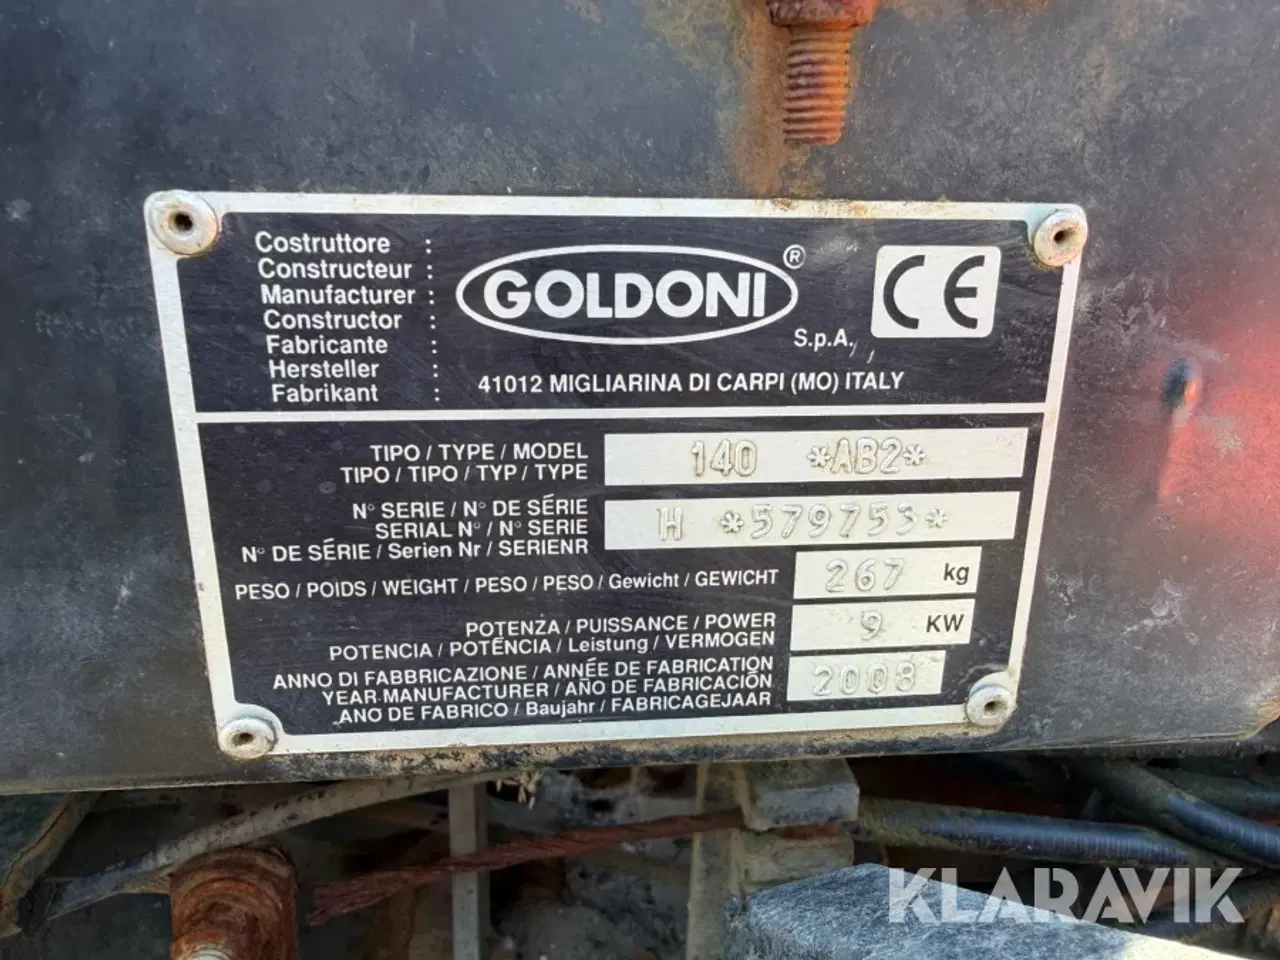 Costruttore :
Constructeur :
Manufacturer :
Constructor :
Fabricante :
Hersteller :
Fabrikant :
GOLDONI ®
S.p.A.
CE
41012 MIGLIARINA DI CARPI (MO) ITALY
TIPO / TYPE / MODEL
TIPO / TIPO / TYP / TYPE
140 *AB2*
N° SERIE / N° DE SÉRIE
SERIAL N° / N° SERIE
N° DE SÉRIE / Serien Nr / SERIENR
H *579753*
PESO / POIDS / WEIGHT / PESO / PESO / Gewicht / GEWICHT
267 kg
POTENZA / PUISSANCE / POWER
POTENCIA / POTÊNCIA / Leistung / VERMOGEN
9 KW
ANNO DI FABBRICAZIONE / ANNÉE DE FABRICATION
YEAR MANUFACTURER / AÑO DE FABRICACIÓN
ANO DE FABRICO / Baujahr / FABRICAGEJAAR
2008
KLARAVIK